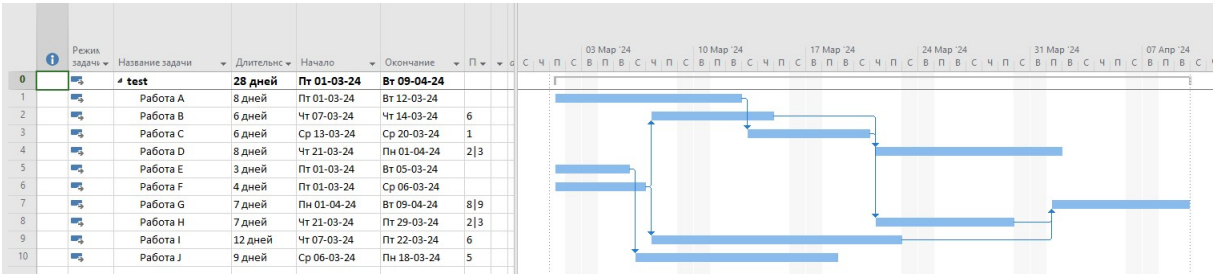 03 Мар '24 10 Мар '24 17 Мар '24 24 Мар '24 31 Мар '24 07 Апр '24
Режим задачи Название задачи Длительнс Начало Окончание П С Ч П С В П В С Ч П С В П В С Ч П С В П В С Ч П С В П В С Ч П С В П В С Ч П С В П В С
0 test 28 дней Пт 01-03-24 Вт 09-04-24
1 Работа A 8 дней Пт 01-03-24 Вт 12-03-24
2 Работа B 6 дней Чт 07-03-24 Чт 14-03-24 6
3 Работа C 6 дней Ср 13-03-24 Ср 20-03-24 1
4 Работа D 8 дней Чт 21-03-24 Пн 01-04-24 2|3
5 Работа E 3 дней Пт 01-03-24 Вт 05-03-24
6 Работа F 4 дней Пт 01-03-24 Ср 06-03-24
7 Работа G 7 дней Пн 01-04-24 Вт 09-04-24 8|9
8 Работа H 7 дней Чт 21-03-24 Пт 29-03-24 2|3
9 Работа I 12 дней Чт 07-03-24 Пт 22-03-24 6
10 Работа J 9 дней Ср 06-03-24 Пн 18-03-24 5